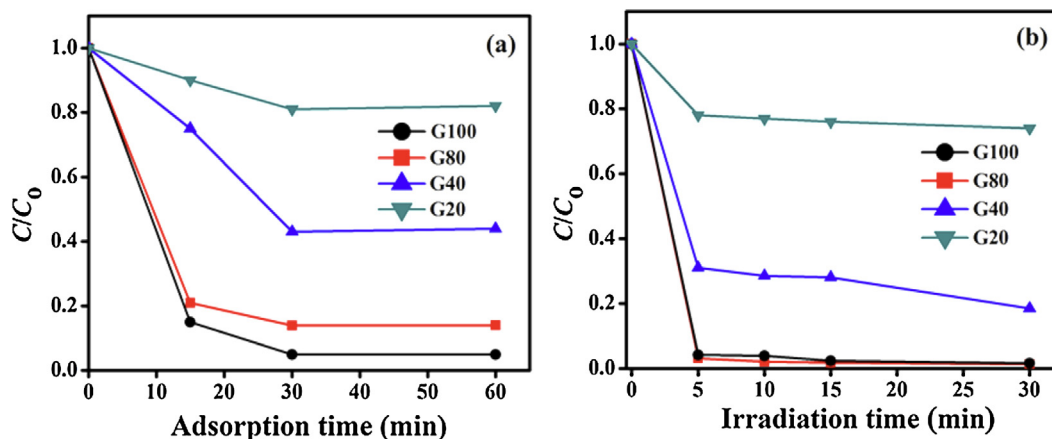 (a)
1.0
0.8
0.6
0.4
0.2
0.0
C/C₀
G100
G80
G40
G20
0 10 20 30 40 50 60
Adsorption time (min)
(b)
1.0
0.8
0.6
0.4
0.2
0.0
C/C₀
G100
G80
G40
G20
0 5 10 15 20 25 30
Irradiation time (min)